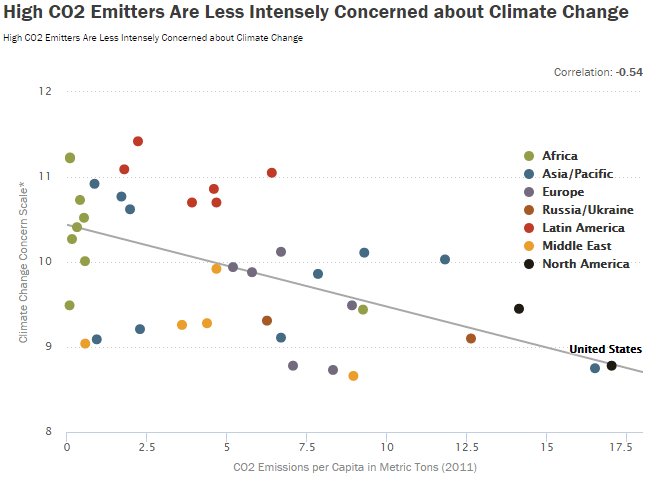 High CO2 Emitters Are Less Intensely Concerned about Climate Change
High CO2 Emitters Are Less Intensely Concerned about Climate Change
Correlation: -0.54
12
11
10
9
8
Climate Change Concern Scale*
Africa
Asia/Pacific
Europe
Russia/Ukraine
Latin America
Middle East
North America
United States
0
2.5
5
7.5
10
12.5
15
17.5
CO2 Emissions per Capita in Metric Tons (2011)